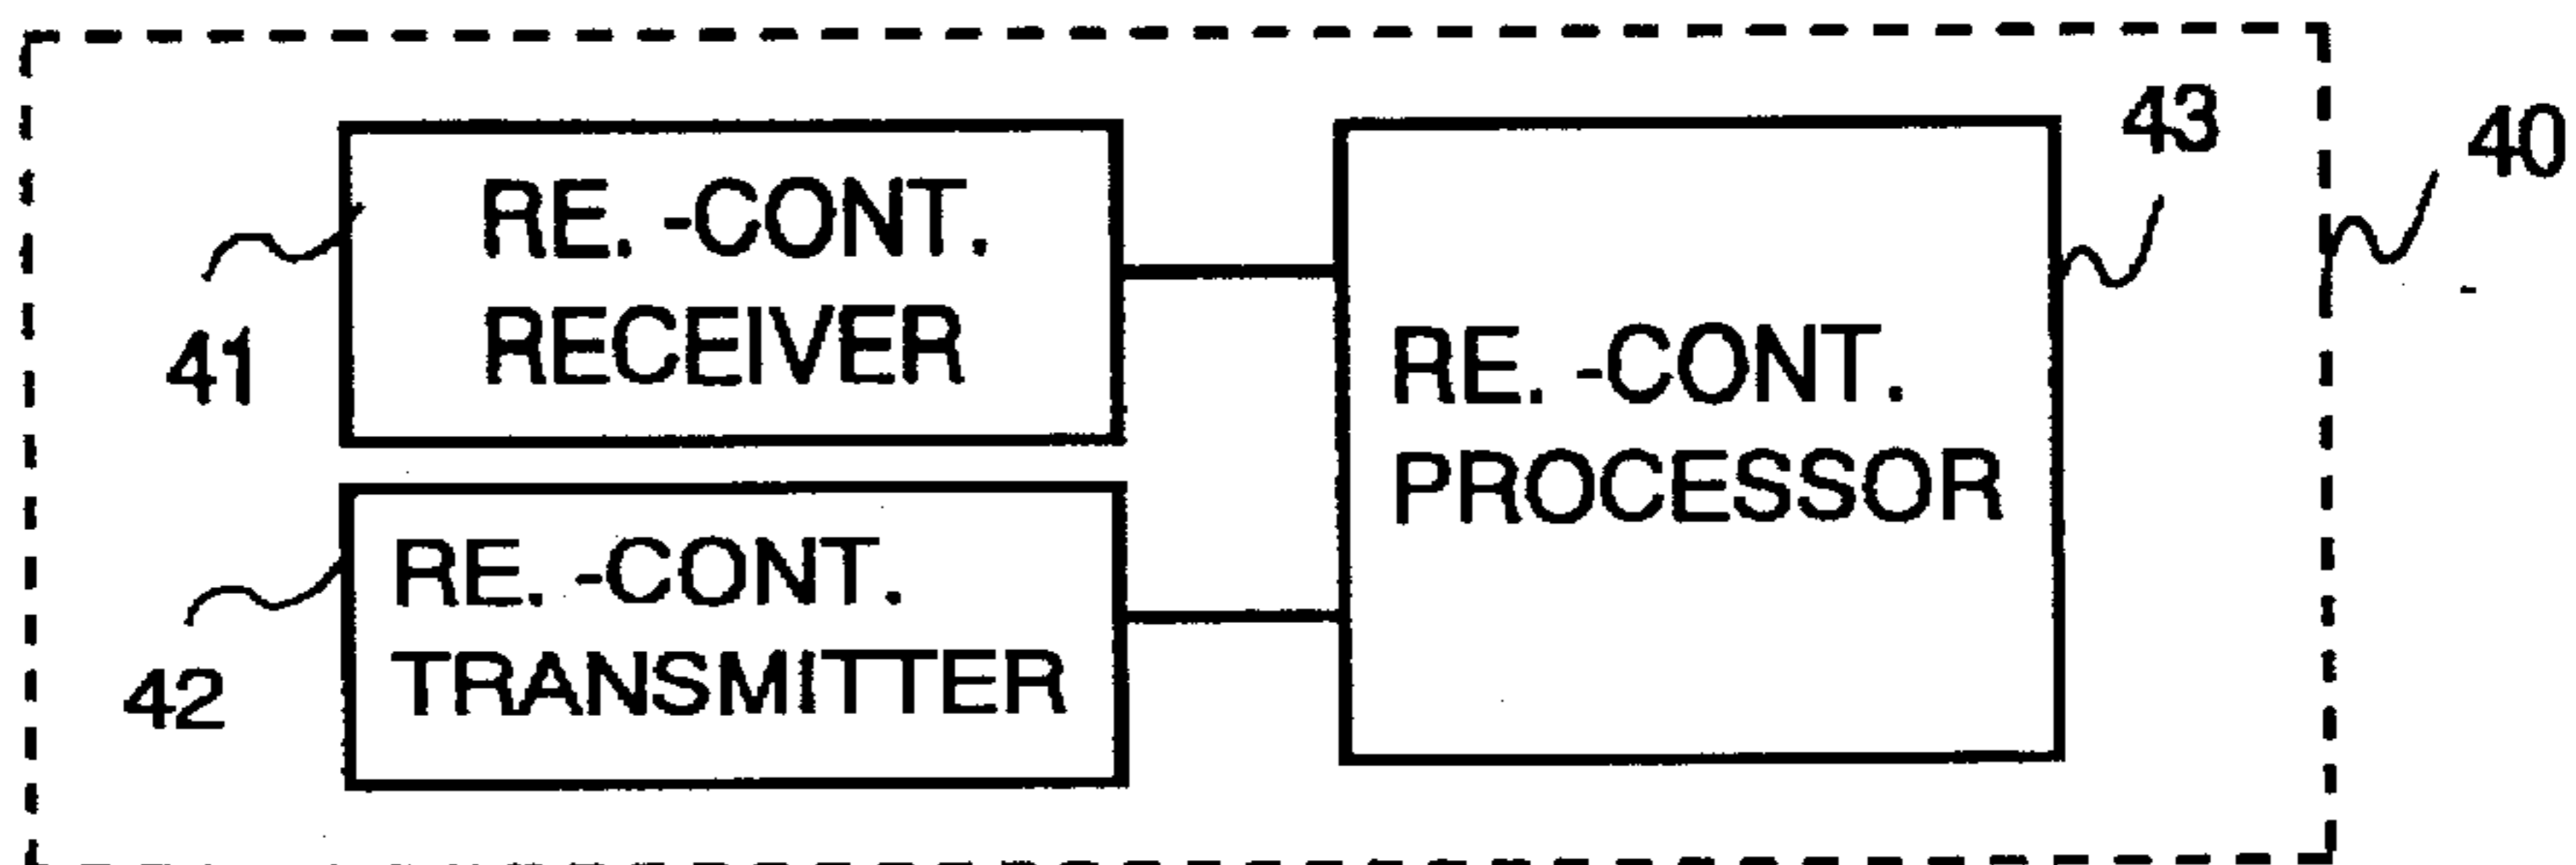 RE. -CONT.
RECEIVER
41
RE. -CONT.
TRANSMITTER
42
RE. -CONT.
PROCESSOR
43
40